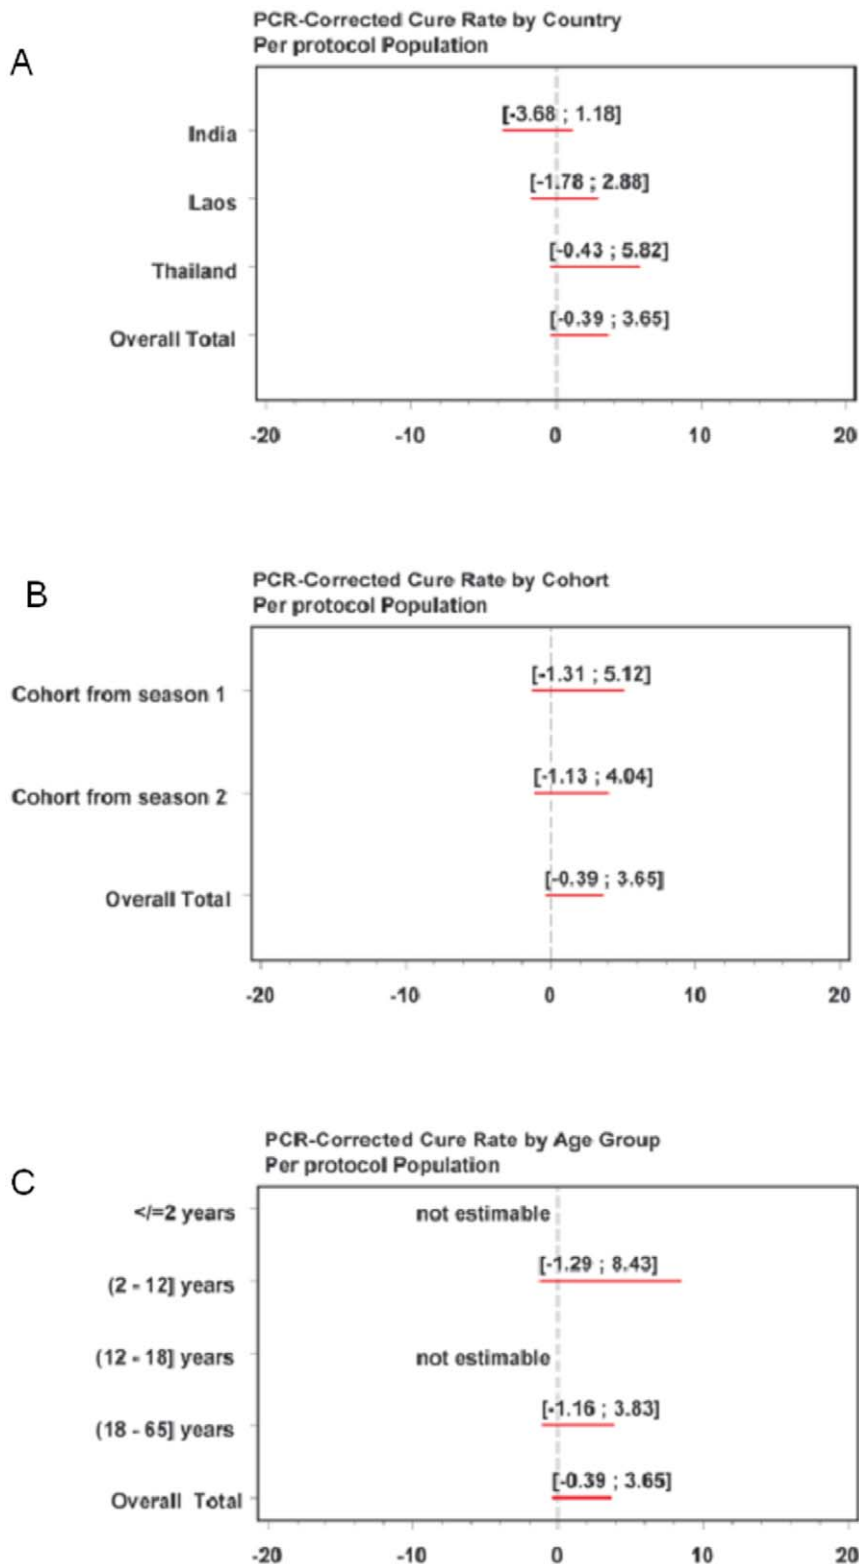 A
PCR-Corrected Cure Rate by Country
Per protocol Population
India
[-3.68 ; 1.18]
Laos
[-1.78 ; 2.88]
Thailand
[-0.43 ; 5.82]
Overall Total
[-0.39 ; 3.65]
-20 -10 0 10 20
B
PCR-Corrected Cure Rate by Cohort
Per protocol Population
Cohort from season 1
[-1.31 ; 5.12]
Cohort from season 2
[-1.13 ; 4.04]
Overall Total
[-0.39 ; 3.65]
-20 -10 0 10 20
C
PCR-Corrected Cure Rate by Age Group
Per protocol Population
</=2 years
not estimable
(2 - 12] years
[-1.29 ; 8.43]
(12 - 18] years
not estimable
(18 - 65] years
[-1.16 ; 3.83]
Overall Total
[-0.39 ; 3.65]
-20 -10 0 10 20